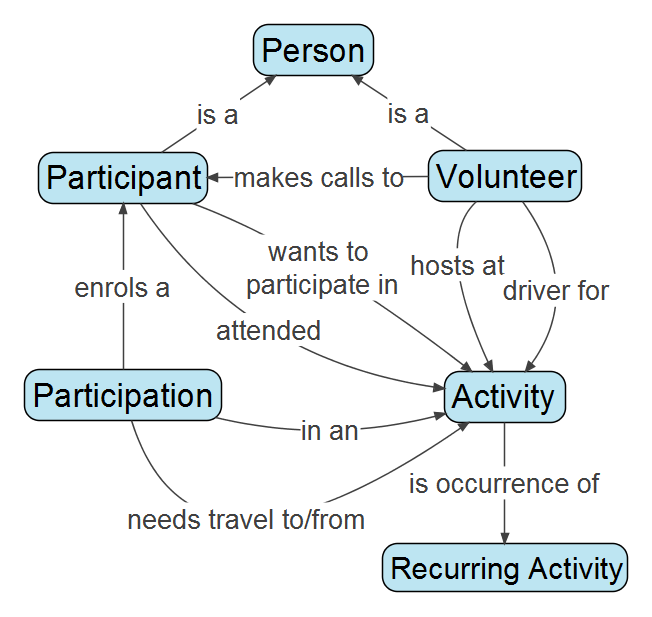 Person
is a
is a
Participant
makes calls to
Volunteer
wants to
participate in
hosts at
driver for
enrols a
attended
Participation
Activity
in an
is occurrence of
needs travel to/from
Recurring Activity